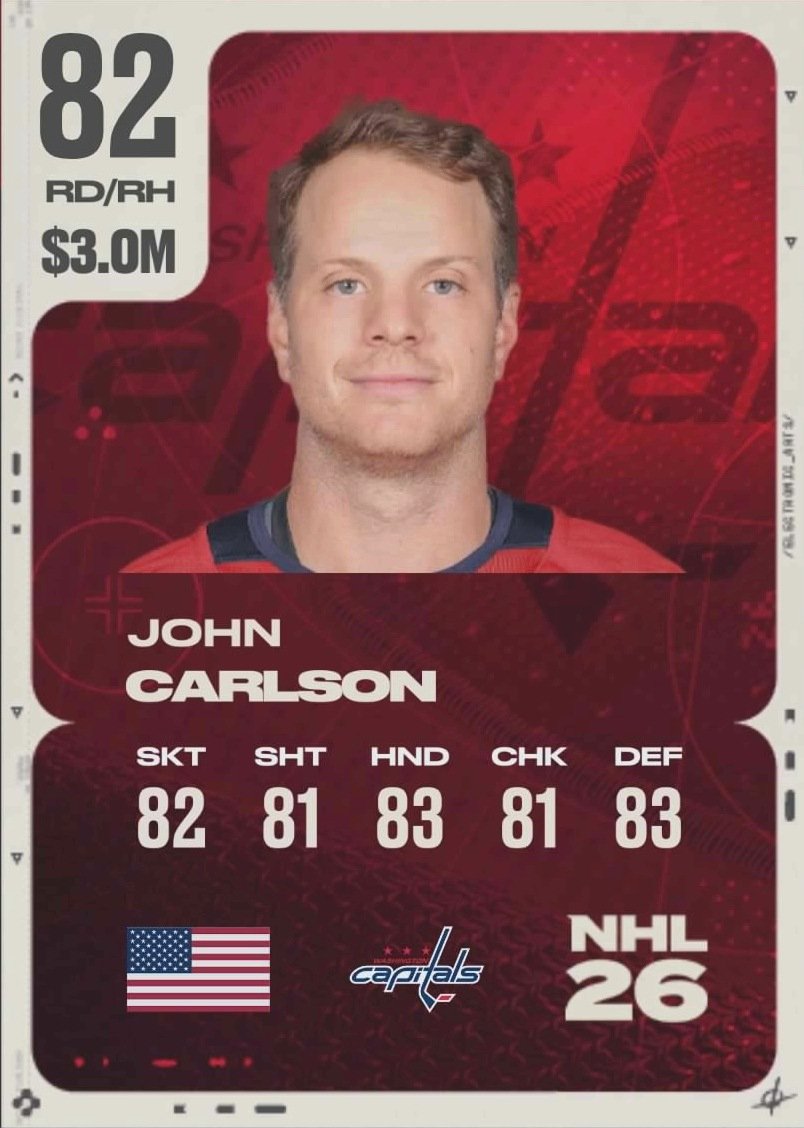 82
RD/RH
$3.0M
JOHN
CARLSON
SKT SHT HND CHK DEF
82 81 83 81 83
WASHINGTON
capitals
NHL
26